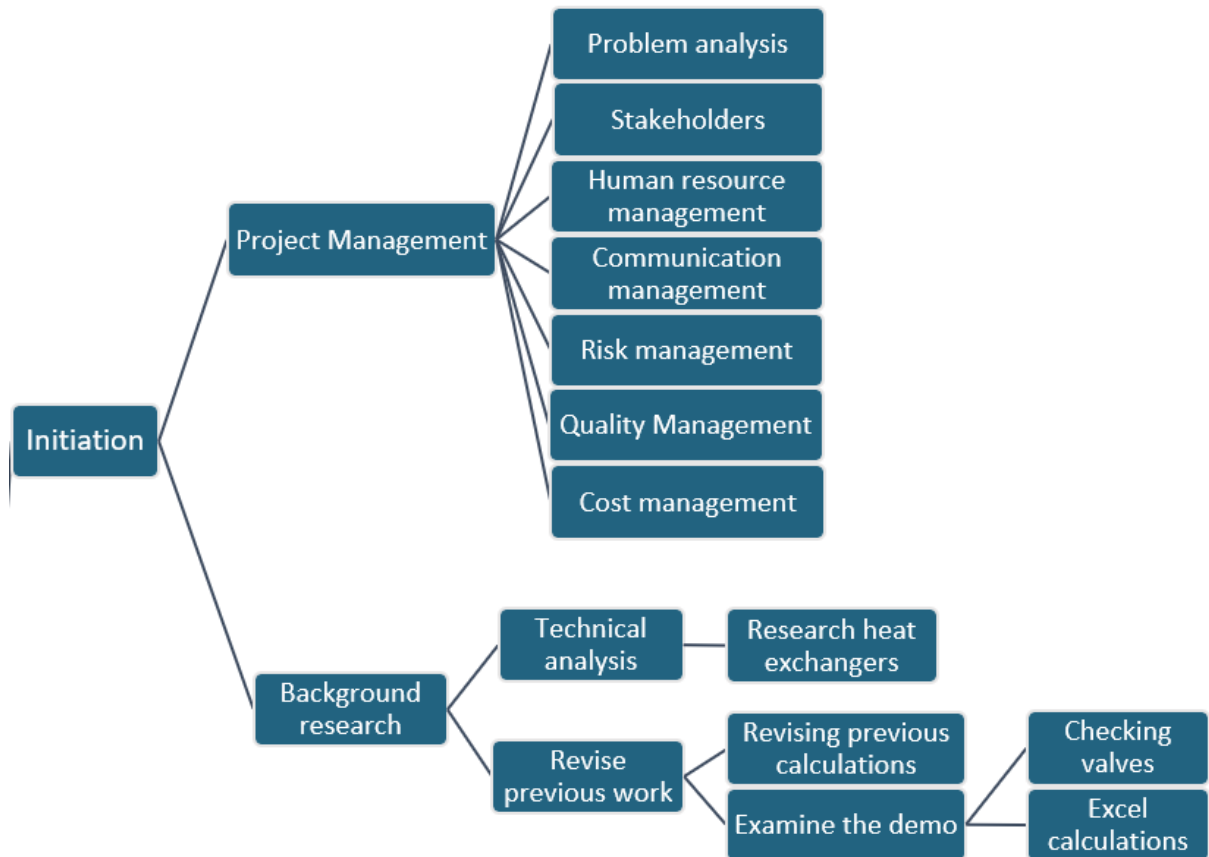 Problem analysis
Stakeholders
Human resource
management
Project Management
Communication
management
Risk management
Initiation
Quality Management
Cost management
Technical
analysis
Research heat
exchangers
Background
research
Revise
previous work
Revising previous
calculations
Checking
valves
Examine the demo
Excel
calculations